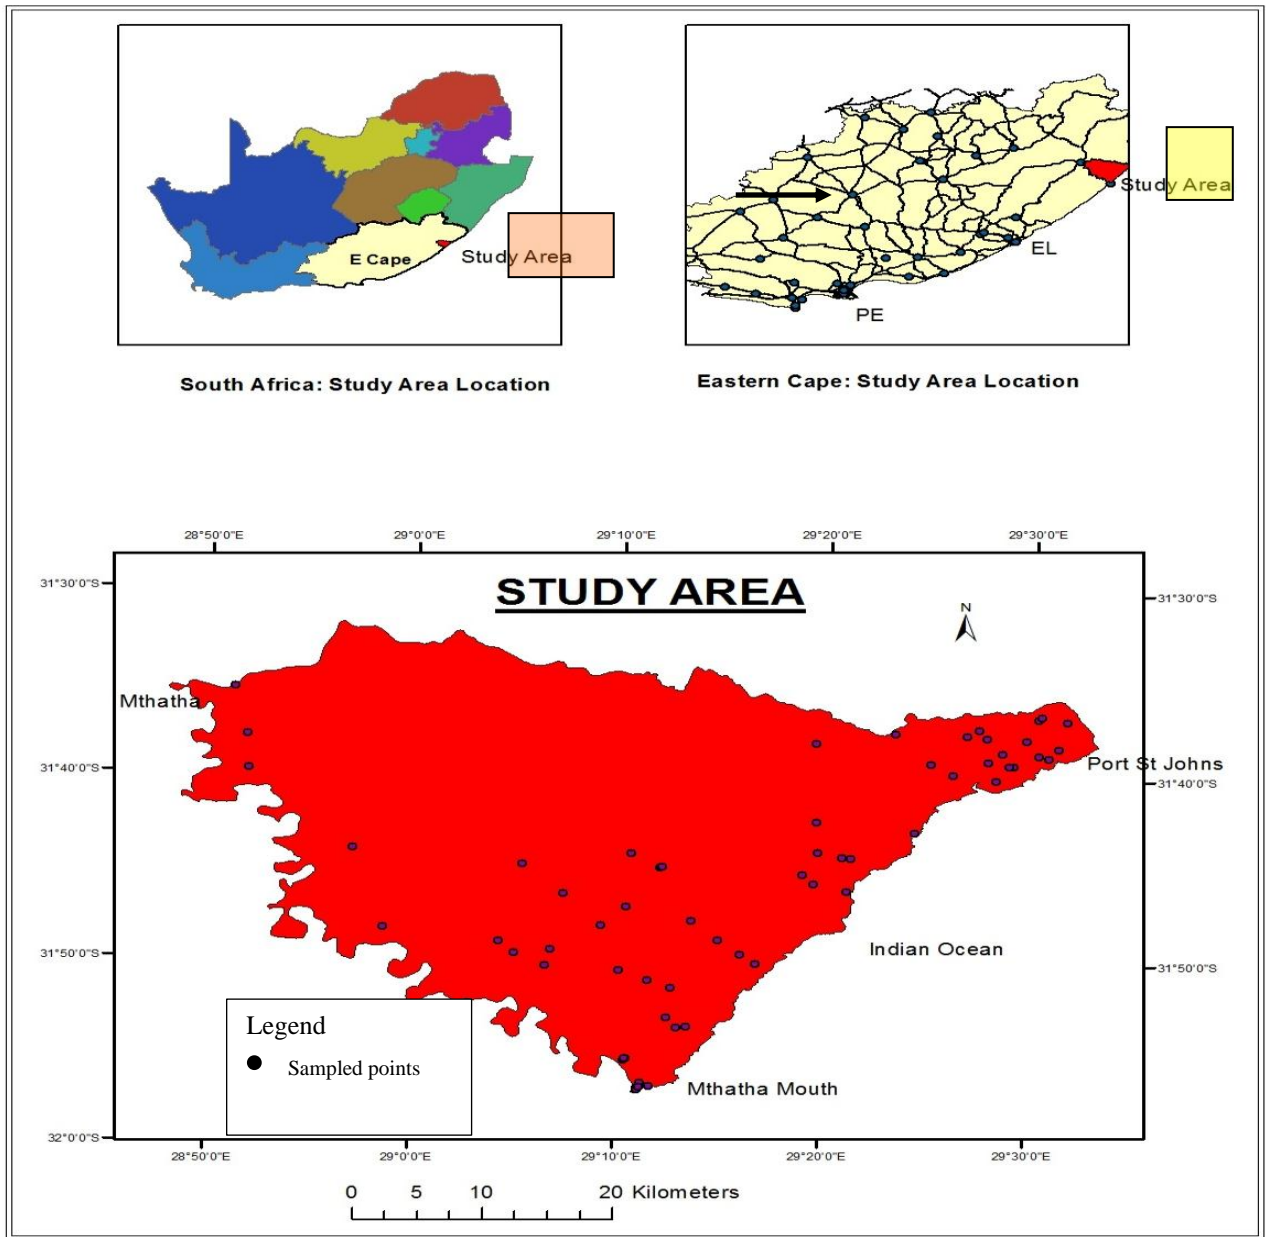 E Cape
Study Area
Study Area
EL
PE
South Africa: Study Area Location
Eastern Cape: Study Area Location
28°50'0"E 29°0'0"E 29°10'0"E 29°20'0"E 29°30'0"E
STUDY AREA
31°30'0"S
31°30'0"S
N
Mthatha
31°40'0"S
Port St Johns
31°40'0"S
Indian Ocean
31°50'0"S
31°50'0"S
Legend
Sampled points
Mthatha Mouth
32°0'0"S
28°50'0"E 29°0'0"E 29°10'0"E 29°20'0"E 29°30'0"E
0 5 10 20 Kilometers